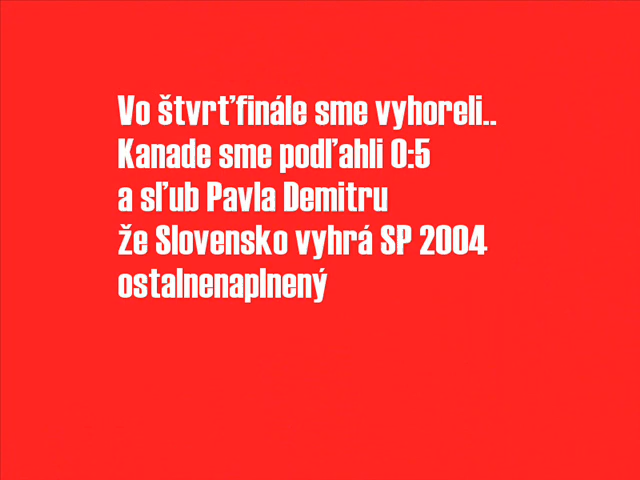 Vo štvrťfinále sme vyhoreli..
Kanade sme podľahli 0:5
a sľub Pavla Demitru
že Slovensko vyhrá SP 2004
ostalnenaplnený